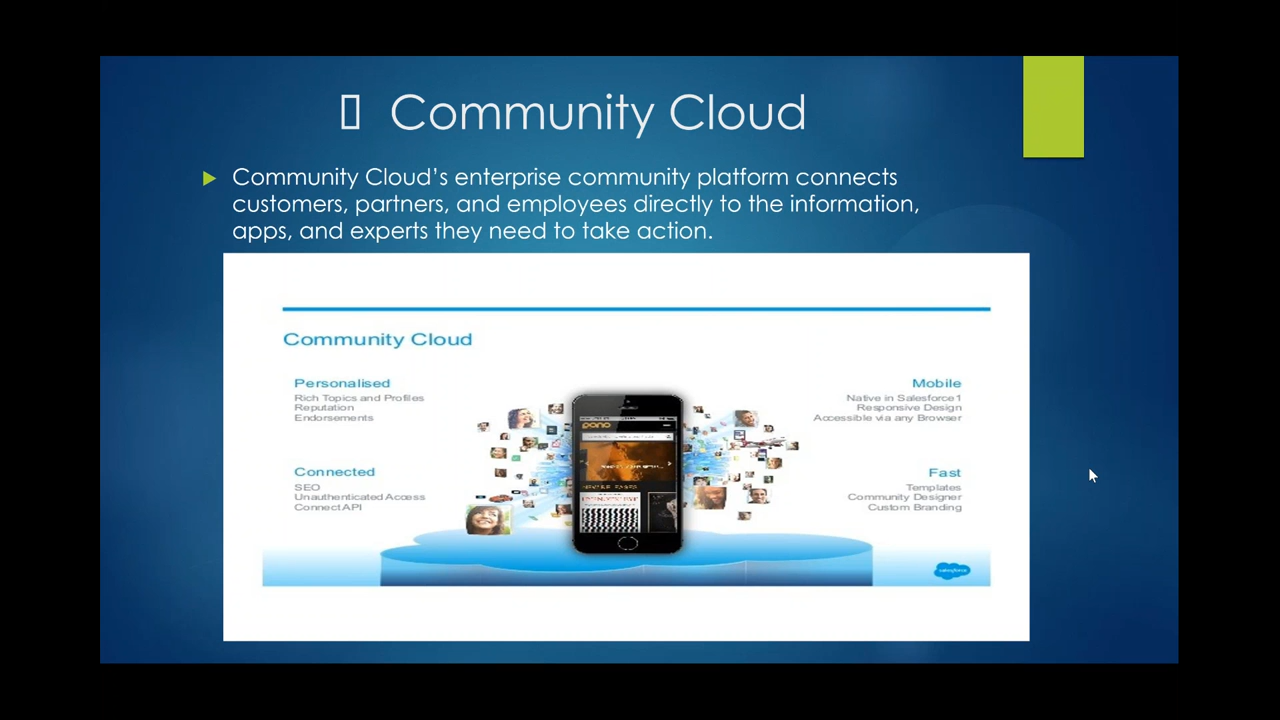 Community Cloud
Community Cloud’s enterprise community platform connects
customers, partners, and employees directly to the information,
apps, and experts they need to take action.
Community Cloud
Personalised
Rich Topics and Profiles
Reputation
Endorsements
Connected
SEO
Unauthenticated Access
Connect API
Mobile
Native in Salesforce1
Responsive Design
Accessible via any Browser
Fast
Templates
Community Designer
Custom Branding
salesforce